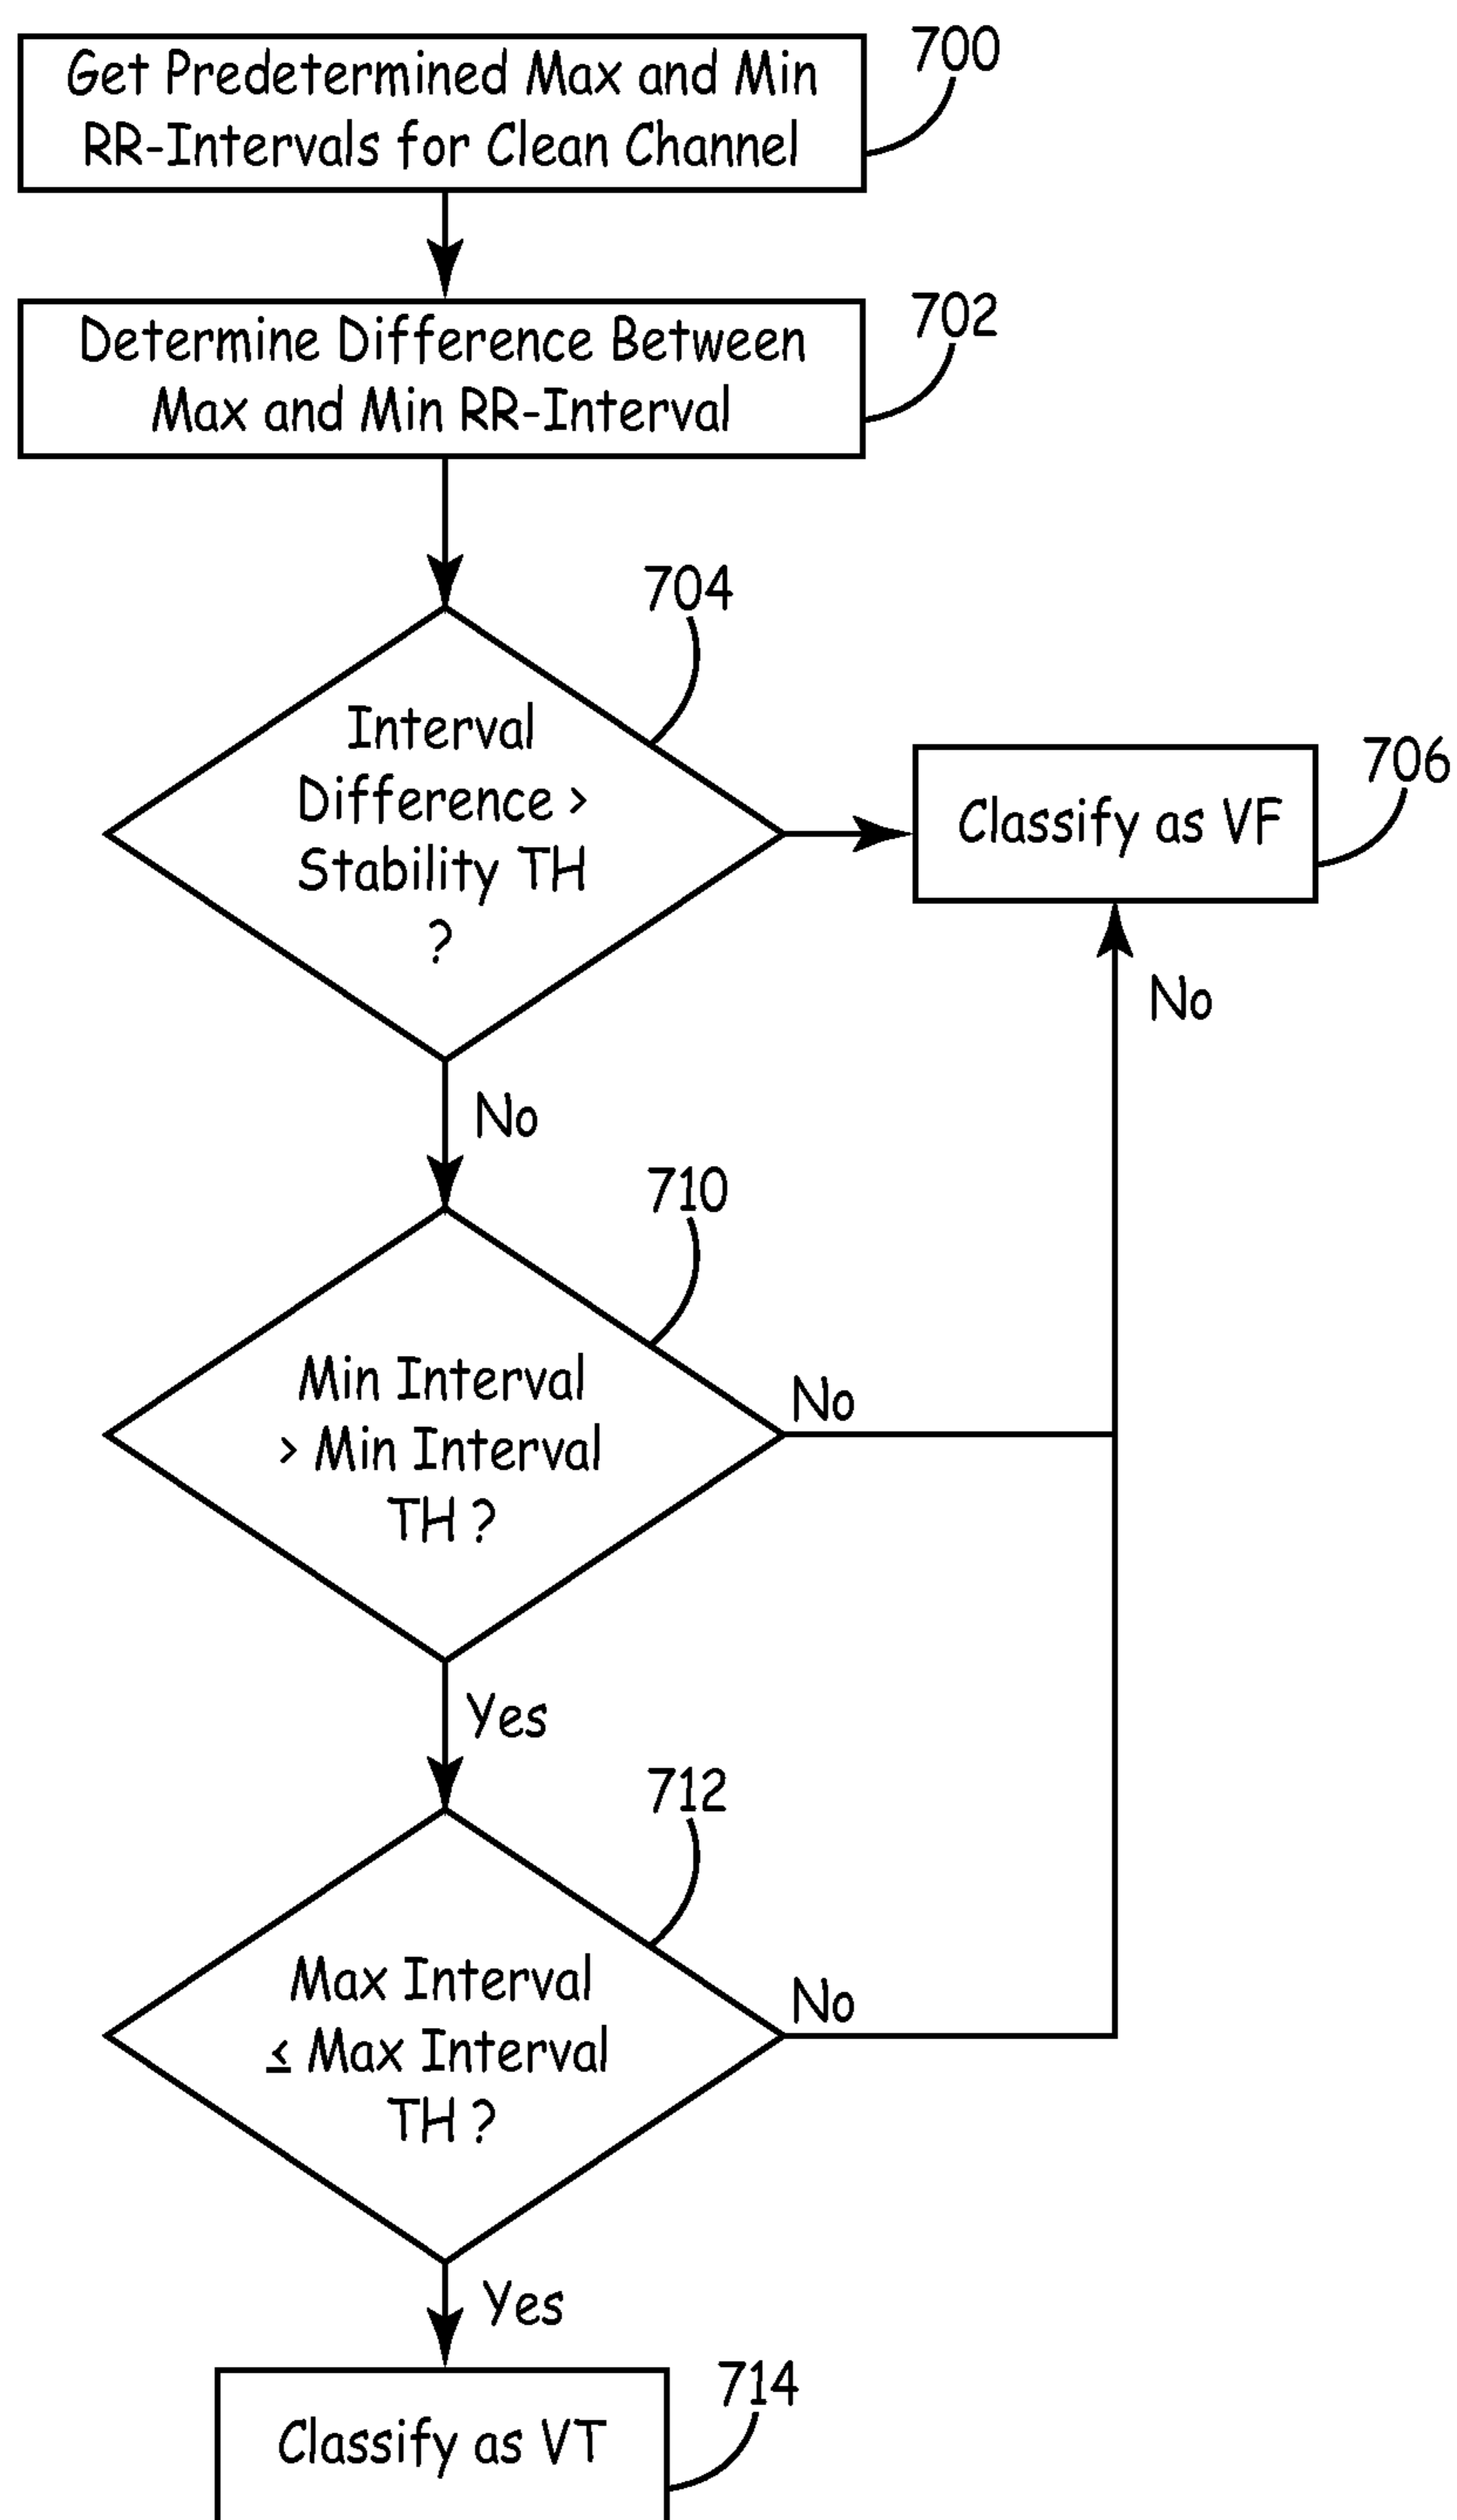 700
Get Predetermined Max and Min
RR-Intervals for Clean Channel
702
Determine Difference Between
Max and Min RR-Interval
704
Interval
Difference >
Stability TH
?
706
Classify as VF
No
No
710
Min Interval
> Min Interval
TH ?
No
Yes
712
Max Interval
≤ Max Interval
TH ?
No
Yes
714
Classify as VT